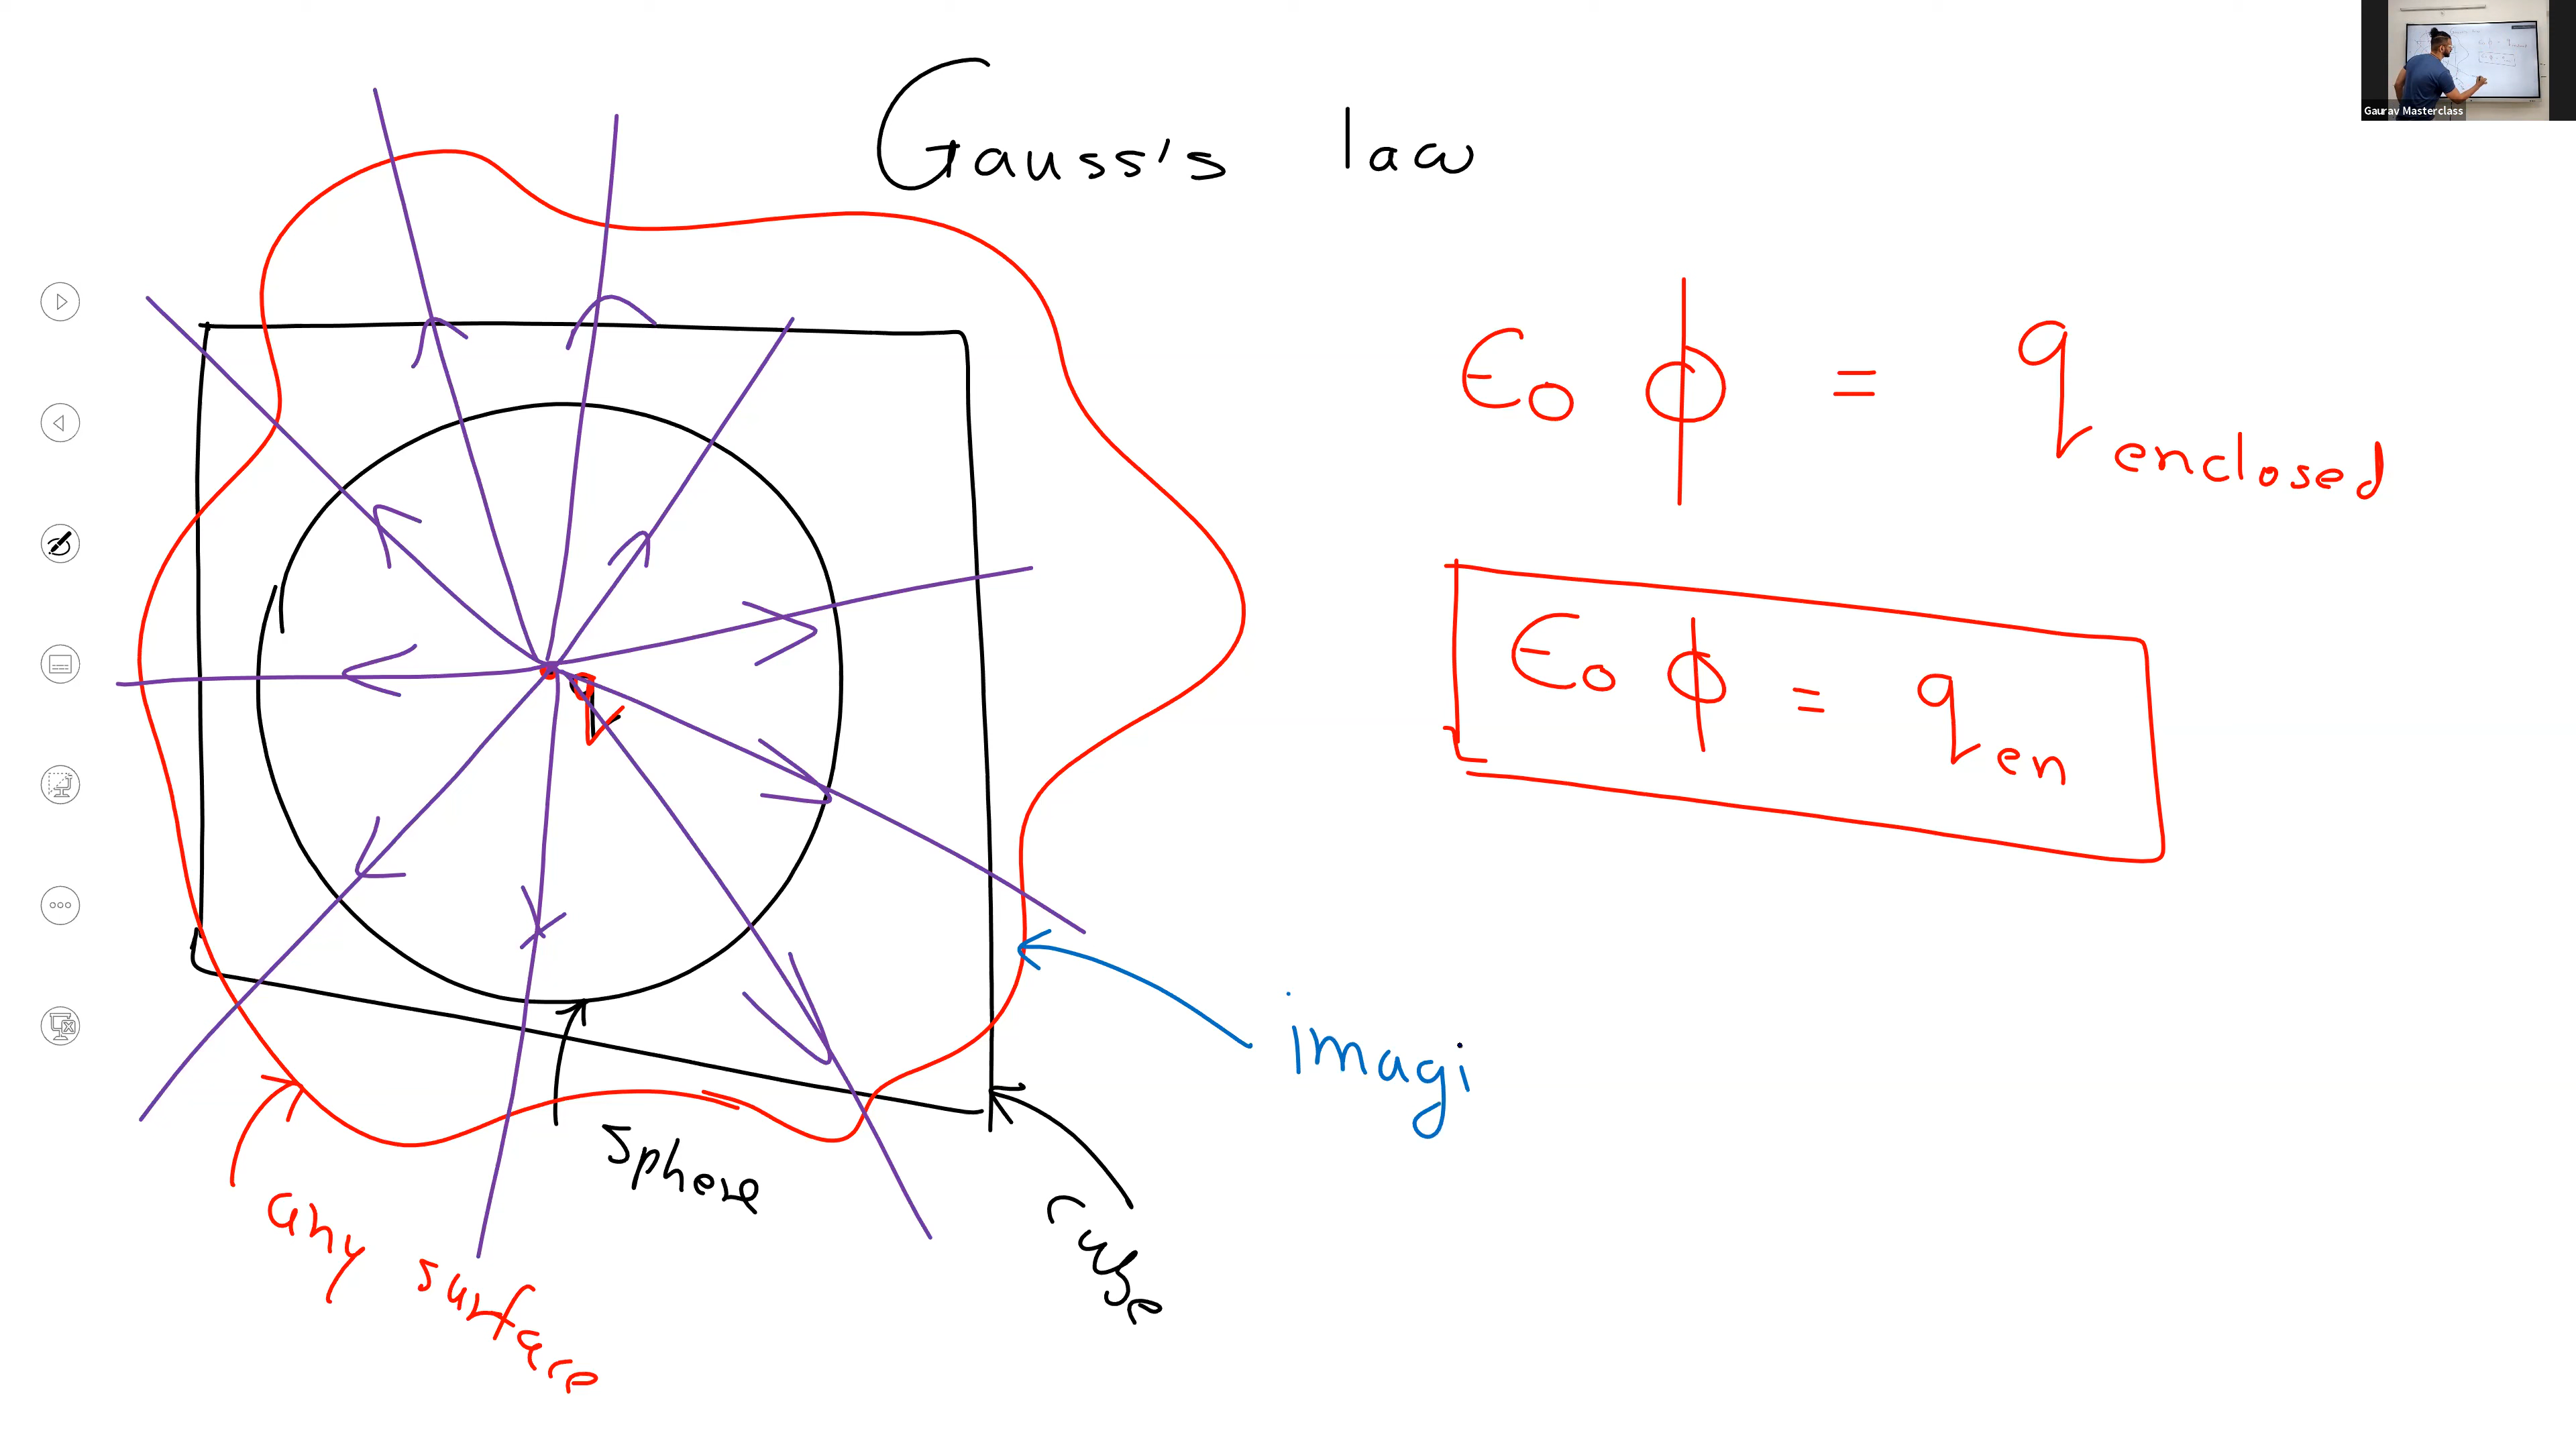 Gauss's law
ϵ₀ ϕ = q enclosed
ϵ₀ ϕ = q en
q
imagi
sphere
cube
any surface
Gaurav Masterclass